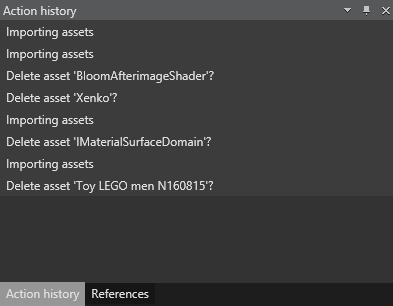 Action history
Importing assets
Importing assets
Delete asset 'BloomAfterimageShader'?
Delete asset 'Xenko'?
Importing assets
Delete asset 'IMaterialSurfaceDomain'?
Importing assets
Delete asset 'Toy LEGO men N160815'?
Action history References